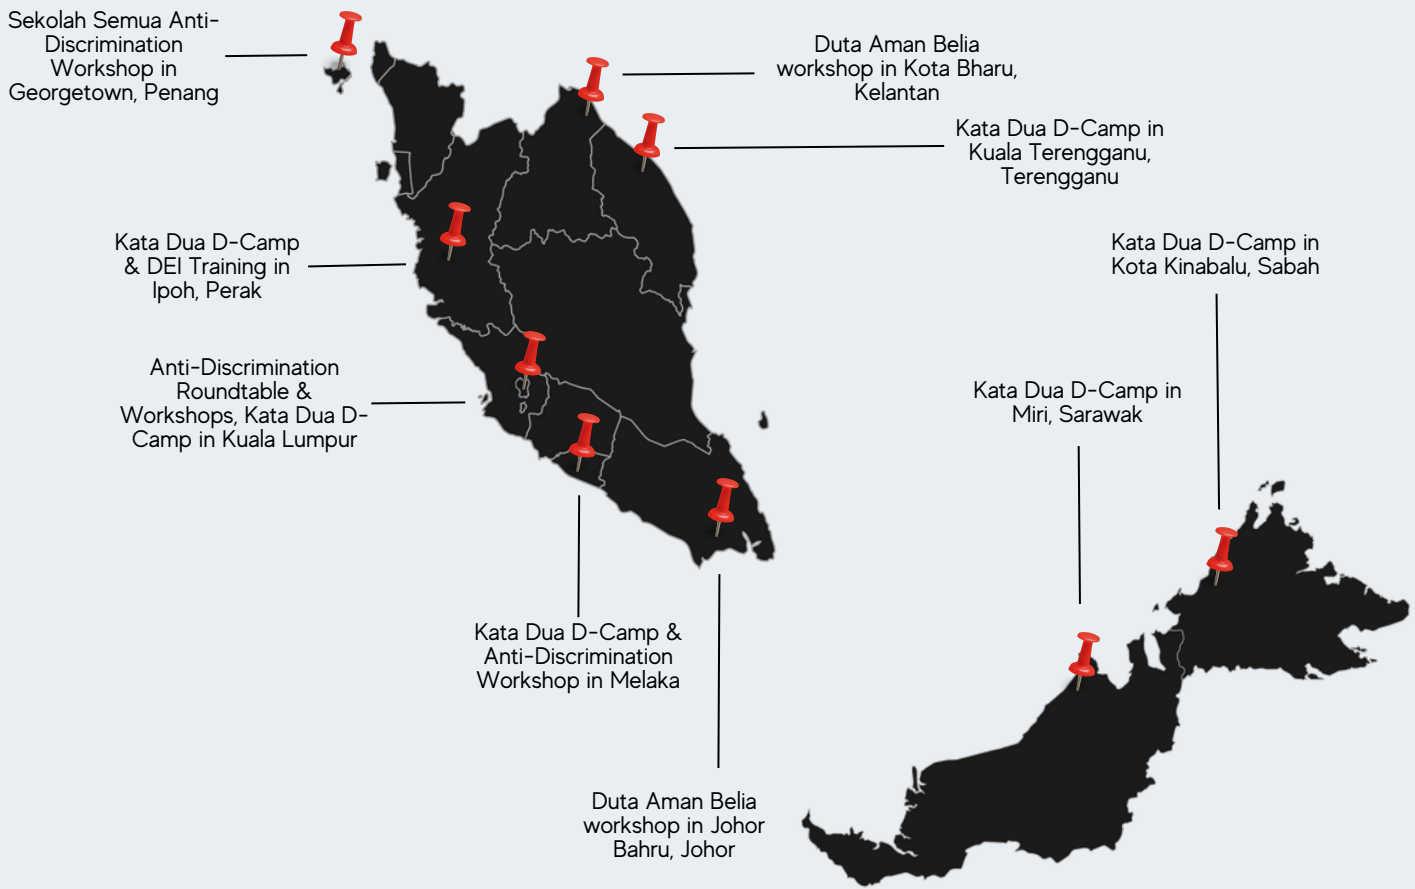 Sekolah Semua Anti-
Discrimination
Workshop in
Georgetown, Penang
Duta Aman Belia
workshop in Kota Bharu,
Kelantan
Kata Dua D-Camp in
Kuala Terengganu,
Terengganu
Kata Dua D-Camp
& DEI Training in
Ipoh, Perak
Kata Dua D-Camp in
Kota Kinabalu, Sabah
Anti-Discrimination
Roundtable &
Workshops, Kata Dua D-
Camp in Kuala Lumpur
Kata Dua D-Camp in
Miri, Sarawak
Kata Dua D-Camp &
Anti-Discrimination
Workshop in Melaka
Duta Aman Belia
workshop in Johor
Bahru, Johor